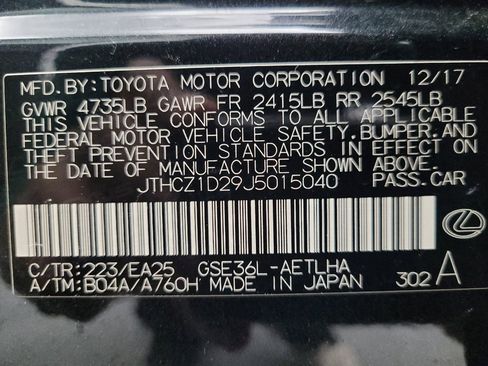 MFD.BY:TOYOTA MOTOR CORPORATION 12/17
GVWR 4735LB GAWR FR 2415LB RR 2545LB
THIS VEHICLE CONFORMS TO ALL APPLICABLE
FEDERAL MOTOR VEHICLE SAFETY,BUMPER,AND
THEFT PREVENTION STANDARDS IN EFFECT ON
THE DATE OF MANUFACTURE SHOWN ABOVE.
JTHCZ1D29J5015040 PASS.CAR
C/TR:223/EA25 GSE36L-AETLHA
A/TM:B04A/A760H MADE IN JAPAN 302 A